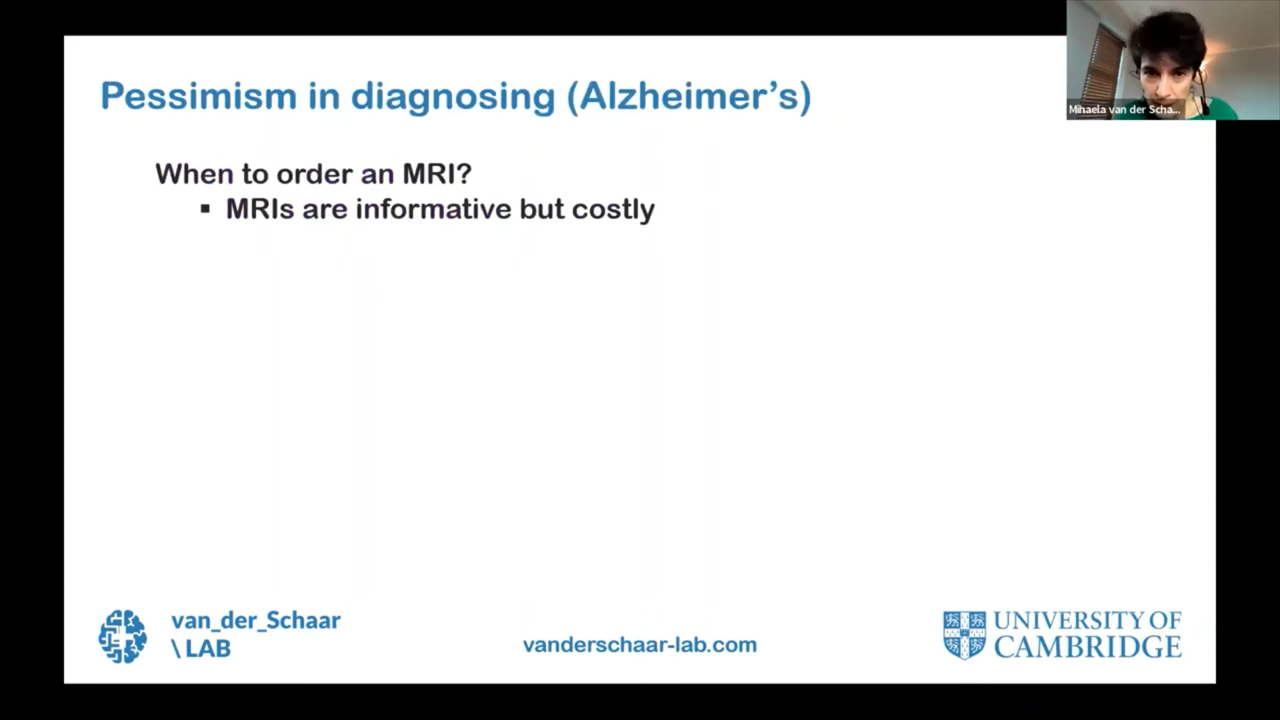 Pessimism in diagnosing (Alzheimer's)
Mihaela van der Scha...
When to order an MRI?
▪ MRIs are informative but costly
van_der_Schaar
\ LAB
vanderschaar-lab.com
UNIVERSITY OF
CAMBRIDGE